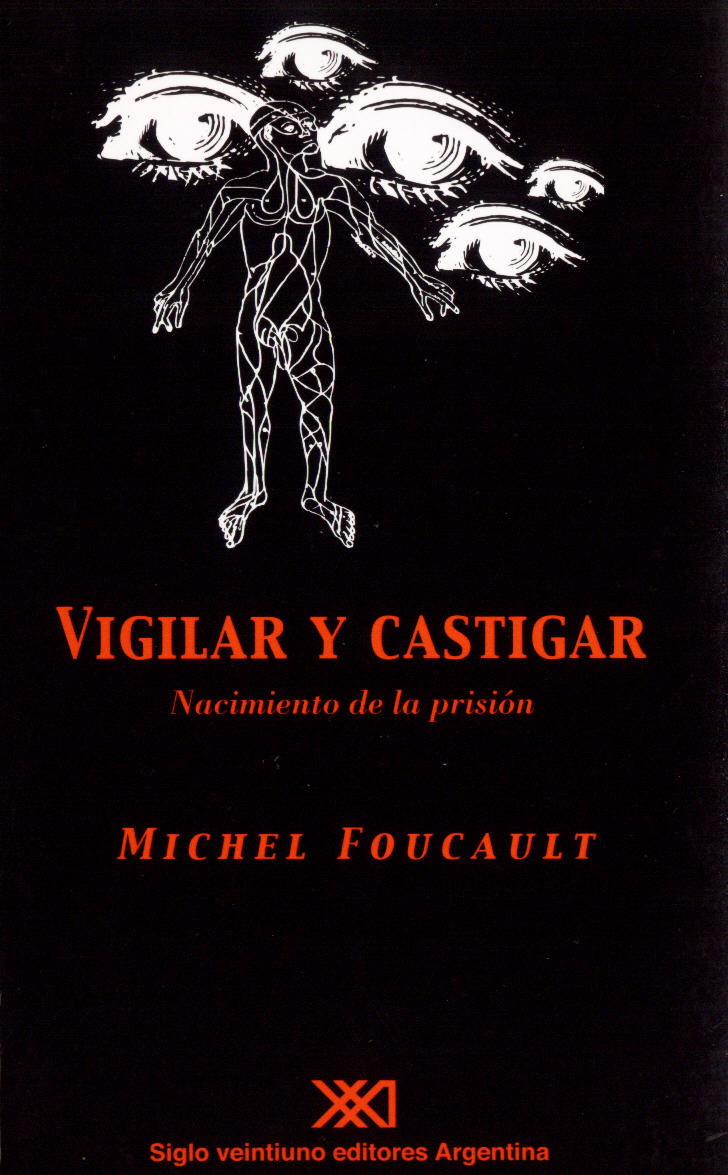 VIGILAR Y CASTIGAR
Nacimiento de la prisión
MICHEL FOUCAULT
XXI
Siglo veintiuno editores Argentina